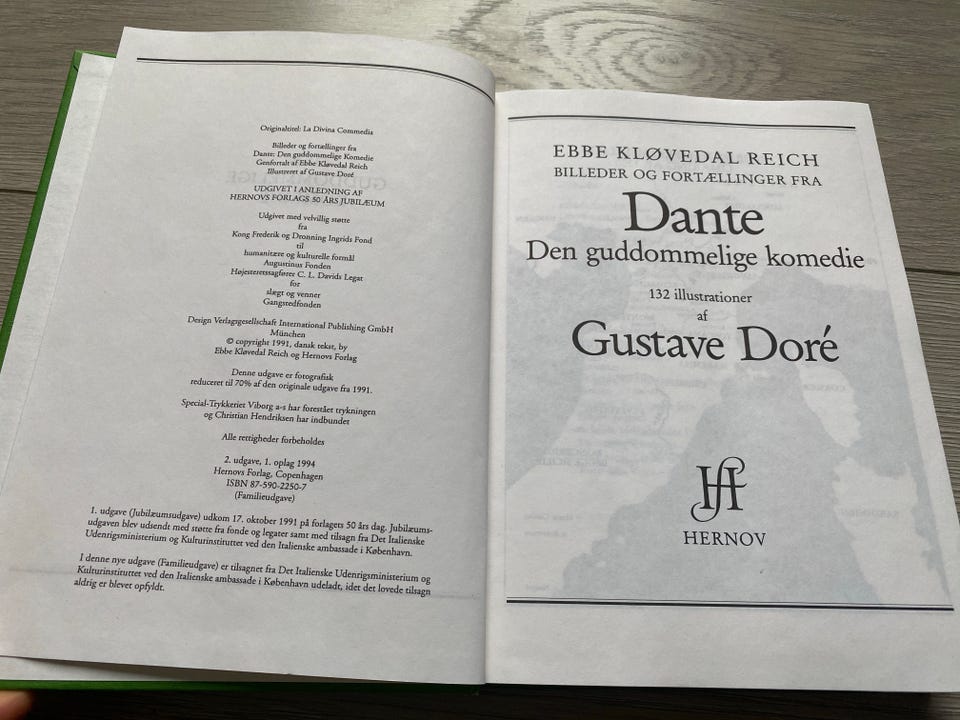 Originaltitel: La Divina Commedia
Billeder og fortællinger fra
Dante: Den guddommelige Komedie
Genfortalt af Ebbe Kløvedal Reich
Illustreret af Gustave Doré
UDGIVET I ANLEDNING AF
HERNOVS FORLAGS 50 ÅRS JUBILÆUM
Udgivet med velvillig støtte
fra
Kong Frederik og Dronning Ingrids Fond
til
humanitære og kulturelle formål
Augustinus Fonden
Højesteretssagfører C. L. Davids Legat
for
slægt og venner
Gangstedfonden
Design Verlagsgesellschaft International Publishing GmbH
München
© copyright 1991, dansk tekst, by
Ebbe Kløvedal Reich og Hernovs Forlag
Denne udgave er fotografisk
reduceret til 70% af den originale udgave fra 1991.
Special-Trykkeriet Viborg a-s har forestået trykningen
og Christian Hendriksen har indbundet
Alle rettigheder forbeholdes
2. udgave, 1. oplag 1994
Hernovs Forlag, Copenhagen
ISBN 87-590-2250-7
(Familieudgave)
1. udgave (Jubilæumsudgave) udkom 17. oktober 1991 på forlagets 50 års dag. Jubilæums-
udgaven blev udsendt med støtte fra fonde og legater samt med tilsagn fra Det Italienske
Udenrigsministerium og Kulturinstituttet ved den Italienske ambassade i København.
I denne nye udgave (Familieudgave) er tilsagnet fra Det Italienske Udenrigsministerium og
Kulturinstituttet ved den Italienske ambassade i København udeladt, idet det lovede tilsagn
aldrig er blevet opfyldt.
EBBE KLØVEDAL REICH
BILLEDER OG FORTÆLLINGER FRA
Dante
Den guddommelige komedie
132 illustrationer
af
Gustave Doré
HF
HERNOV